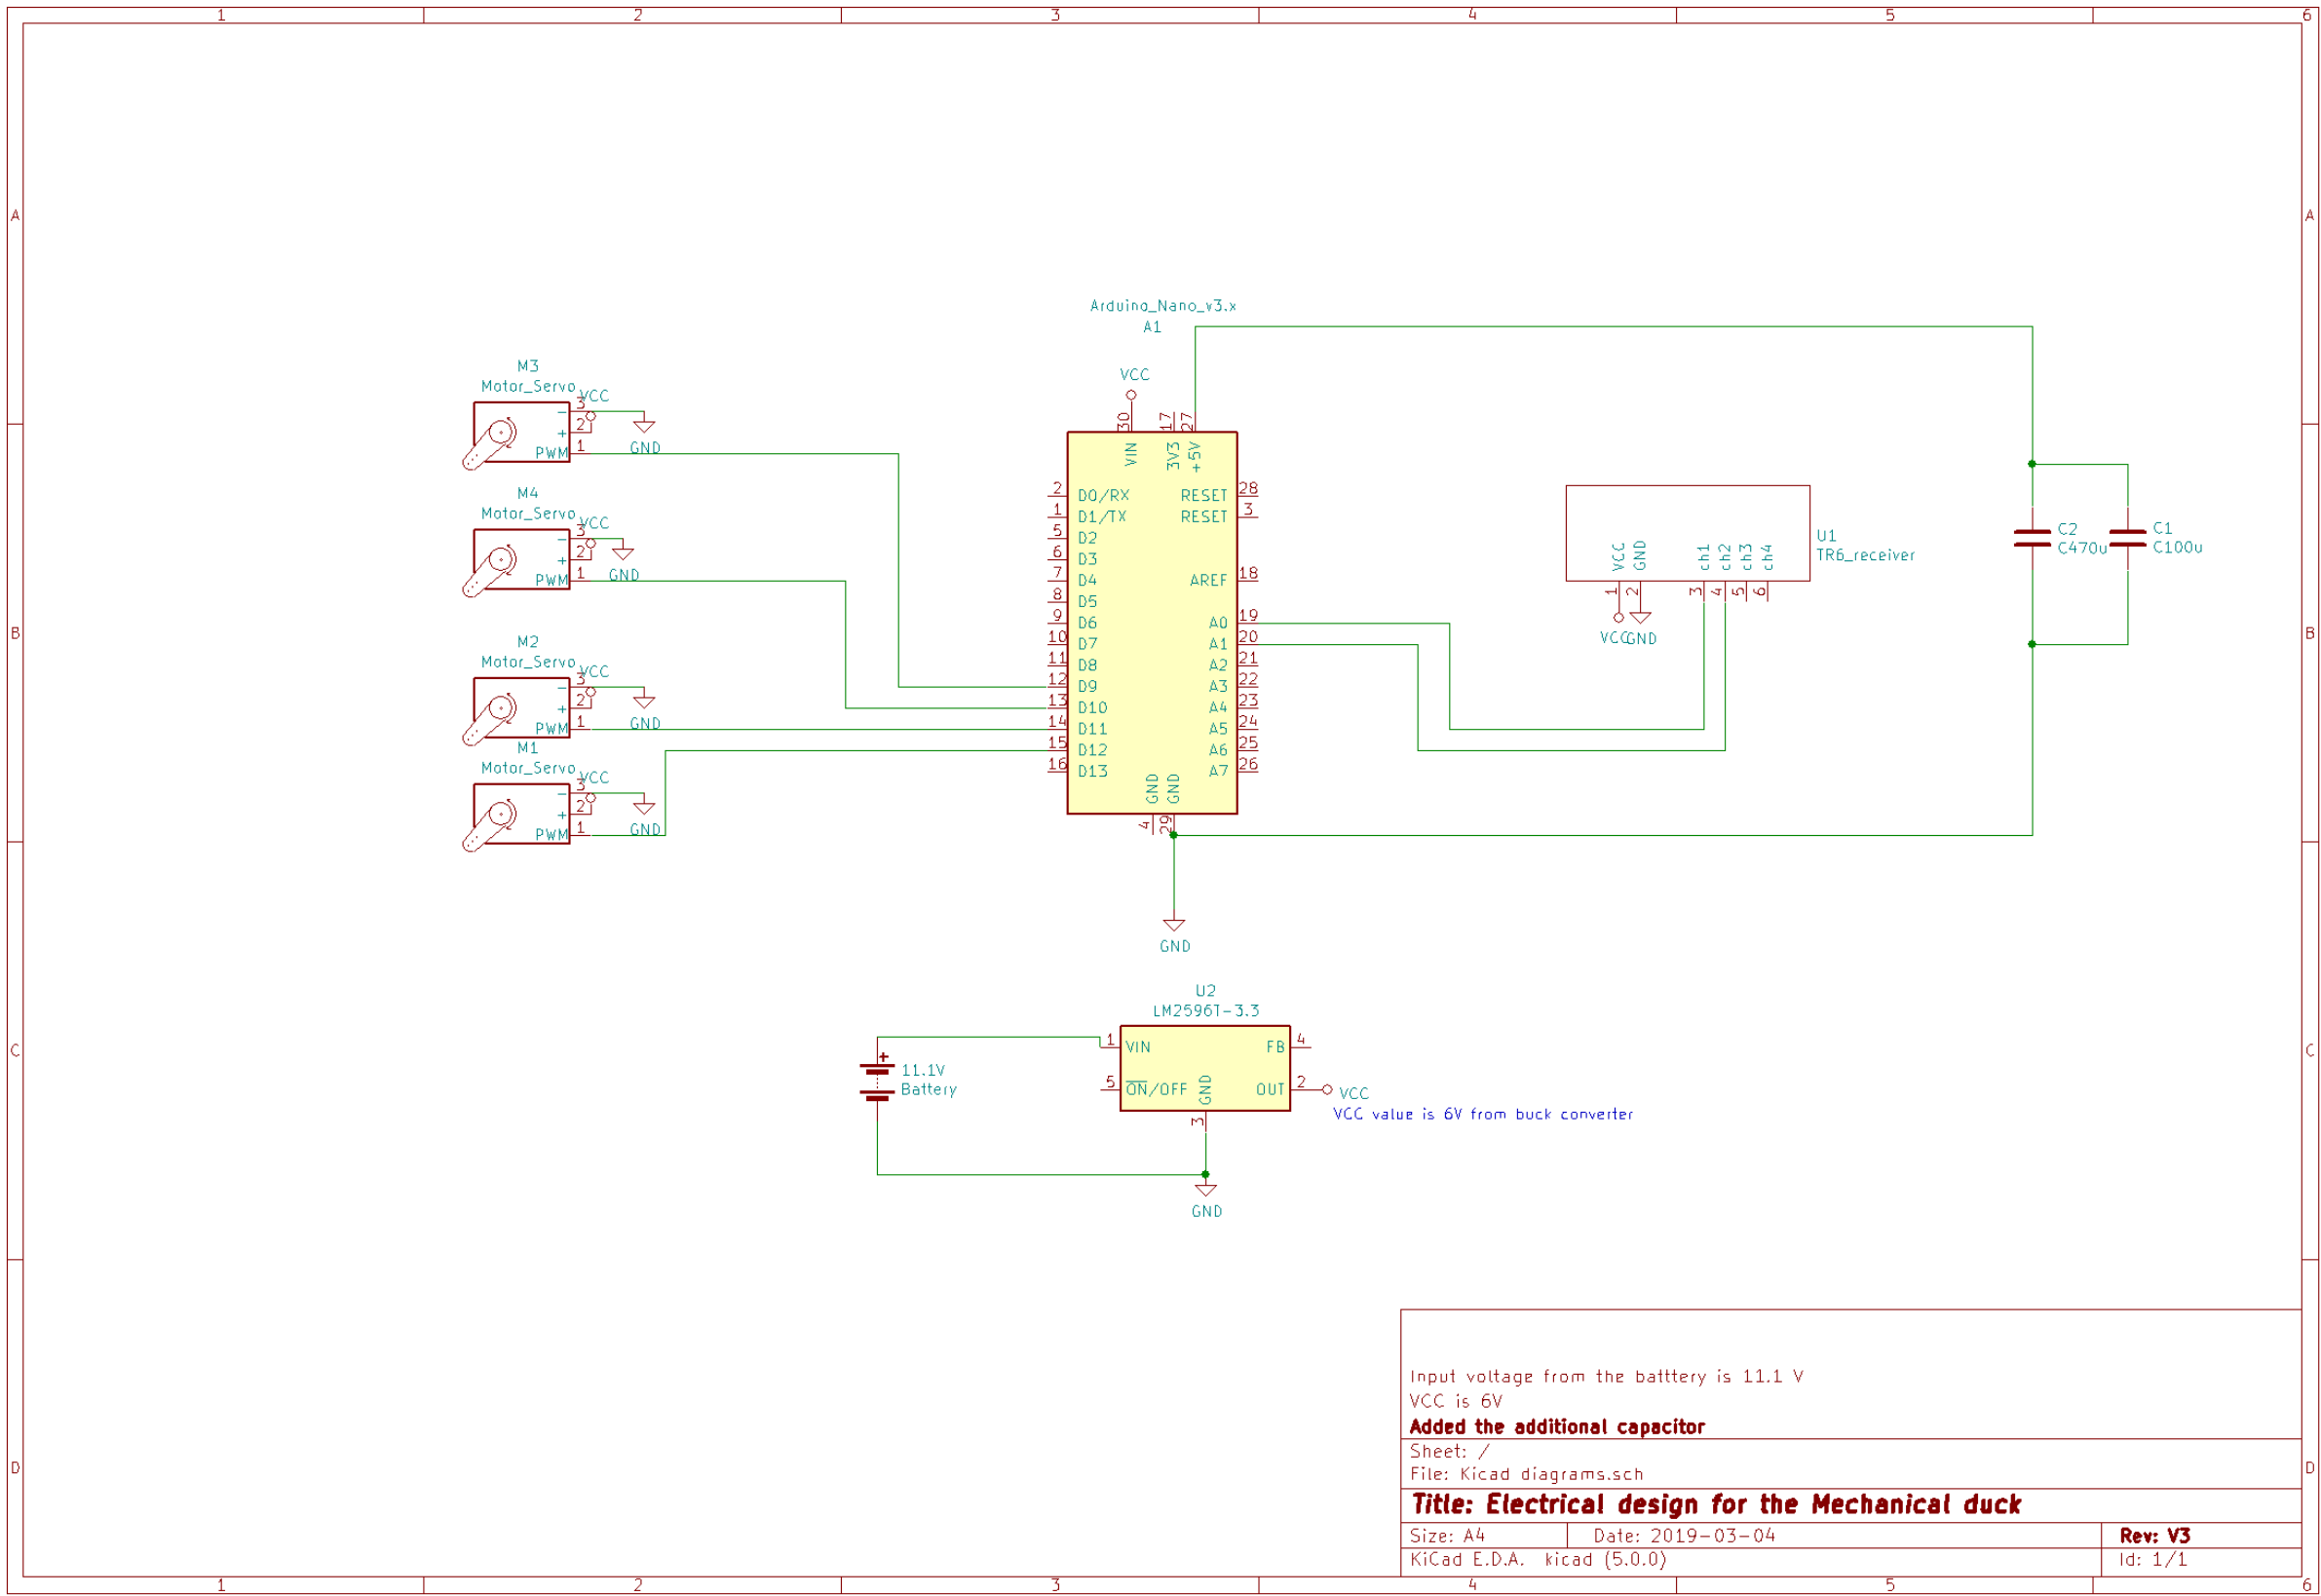 1 2 3 4 5 6
A A
B B
C C
D D
Arduino_Nano_v3.x
A1
VCC
30 17 27
VIN 3V3 +5V
2 D0/RX RESET 28
1 D1/TX RESET 3
5 D2
6 D3
7 D4 AREF 18
8 D5
9 D6 A0 19
10 D7 A1 20
11 D8 A2 21
12 D9 A3 22
13 D10 A4 23
14 D11 A5 24
15 D12 A6 25
16 D13 A7 26
GND GND
4 29
GND
M3
Motor_Servo
VCC
- 3
+ 2
PWM 1
GND
M4
Motor_Servo
VCC
- 3
+ 2
PWM 1
GND
M2
Motor_Servo
VCC
- 3
+ 2
PWM 1
GND
M1
Motor_Servo
VCC
- 3
+ 2
PWM 1
GND
U1
TR6_receiver
VCC GND ch1 ch2 ch3 ch4
1 2 3 4 5 6
VCC GND
C2
C470u
C1
C100u
U2
LM2596T-3.3
1 VIN FB 4
5 ON/OFF GND OUT 2
3
VCC
VCC value is 6V from buck converter
+
11.1V
Battery
GND
Input voltage from the batttery is 11.1 V
VCC is 6V
Added the additional capacitor
Sheet: /
File: Kicad diagrams.sch
Title: Electrical design for the Mechanical duck
Size: A4 Date: 2019-03-04 Rev: V3
KiCad E.D.A. kicad (5.0.0) Id: 1/1
1 2 3 4 5 6